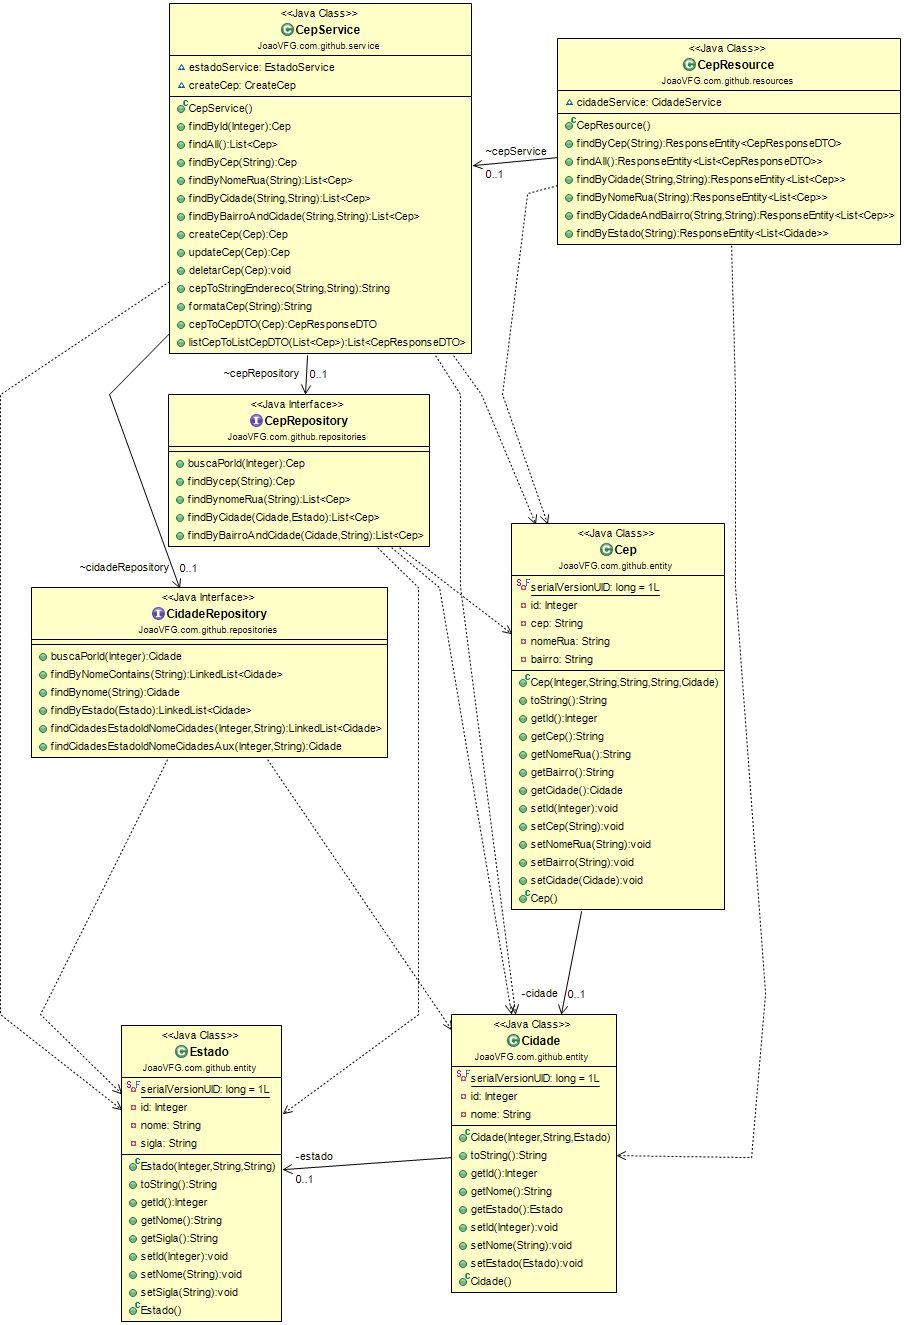 <<Java Class>>
CepService
JoaoVFG.com.github.service
estadoService: EstadoService
createCep: CreateCep
CepService()
findById(Integer):Cep
findAll():List<Cep>
findByCep(String):Cep
findByNomeRua(String):List<Cep>
findByCidade(String,String):List<Cep>
findByBairroAndCidade(String,String):List<Cep>
createCep(Cep):Cep
updateCep(Cep):Cep
deletarCep(Cep):void
cepToStringEndereco(String,String):String
formataCep(String):String
cepToCepDTO(Cep):CepResponseDTO
listCepToListCepDTO(List<Cep>):List<CepResponseDTO>
<<Java Class>>
CepResource
JoaoVFG.com.github.resources
cidadeService: CidadeService
CepResource()
findByCep(String):ResponseEntity<CepResponseDTO>
findAll():ResponseEntity<List<CepResponseDTO>>
findByCidade(String,String):ResponseEntity<List<Cep>>
findByNomeRua(String):ResponseEntity<List<Cep>>
findByCidadeAndBairro(String,String):ResponseEntity<List<Cep>>
findByEstado(String):ResponseEntity<List<Cidade>>
~cepService
0..1
~cepRepository
0..1
<<Java Interface>>
CepRepository
JoaoVFG.com.github.repositories
buscaPorId(Integer):Cep
findBycep(String):Cep
findBynomeRua(String):List<Cep>
findByCidade(Cidade,Estado):List<Cep>
findByBairroAndCidade(Cidade,String):List<Cep>
~cidadeRepository
0..1
<<Java Interface>>
CidadeRepository
JoaoVFG.com.github.repositories
buscaPorId(Integer):Cidade
findByNomeContains(String):LinkedList<Cidade>
findBynome(String):Cidade
findByEstado(Estado):LinkedList<Cidade>
findCidadesEstadoIdNomeCidades(Integer,String):LinkedList<Cidade>
findCidadesEstadoIdNomeCidadesAux(Integer,String):Cidade
<<Java Class>>
Cep
JoaoVFG.com.github.entity
serialVersionUID: long = 1L
id: Integer
cep: String
nomeRua: String
bairro: String
Cep(Integer,String,String,String,Cidade)
toString():String
getId():Integer
getCep():String
getNomeRua():String
getBairro():String
getCidade():Cidade
setId(Integer):void
setCep(String):void
setNomeRua(String):void
setBairro(String):void
setCidade(Cidade):void
Cep()
-cidade
0..1
<<Java Class>>
Estado
JoaoVFG.com.github.entity
serialVersionUID: long = 1L
id: Integer
nome: String
sigla: String
Estado(Integer,String,String)
toString():String
getId():Integer
getNome():String
getSigla():String
setId(Integer):void
setNome(String):void
setSigla(String):void
Estado()
-estado
0..1
<<Java Class>>
Cidade
JoaoVFG.com.github.entity
serialVersionUID: long = 1L
id: Integer
nome: String
Cidade(Integer,String,Estado)
toString():String
getId():Integer
getNome():String
getEstado():Estado
setId(Integer):void
setNome(String):void
setEstado(Estado):void
Cidade()